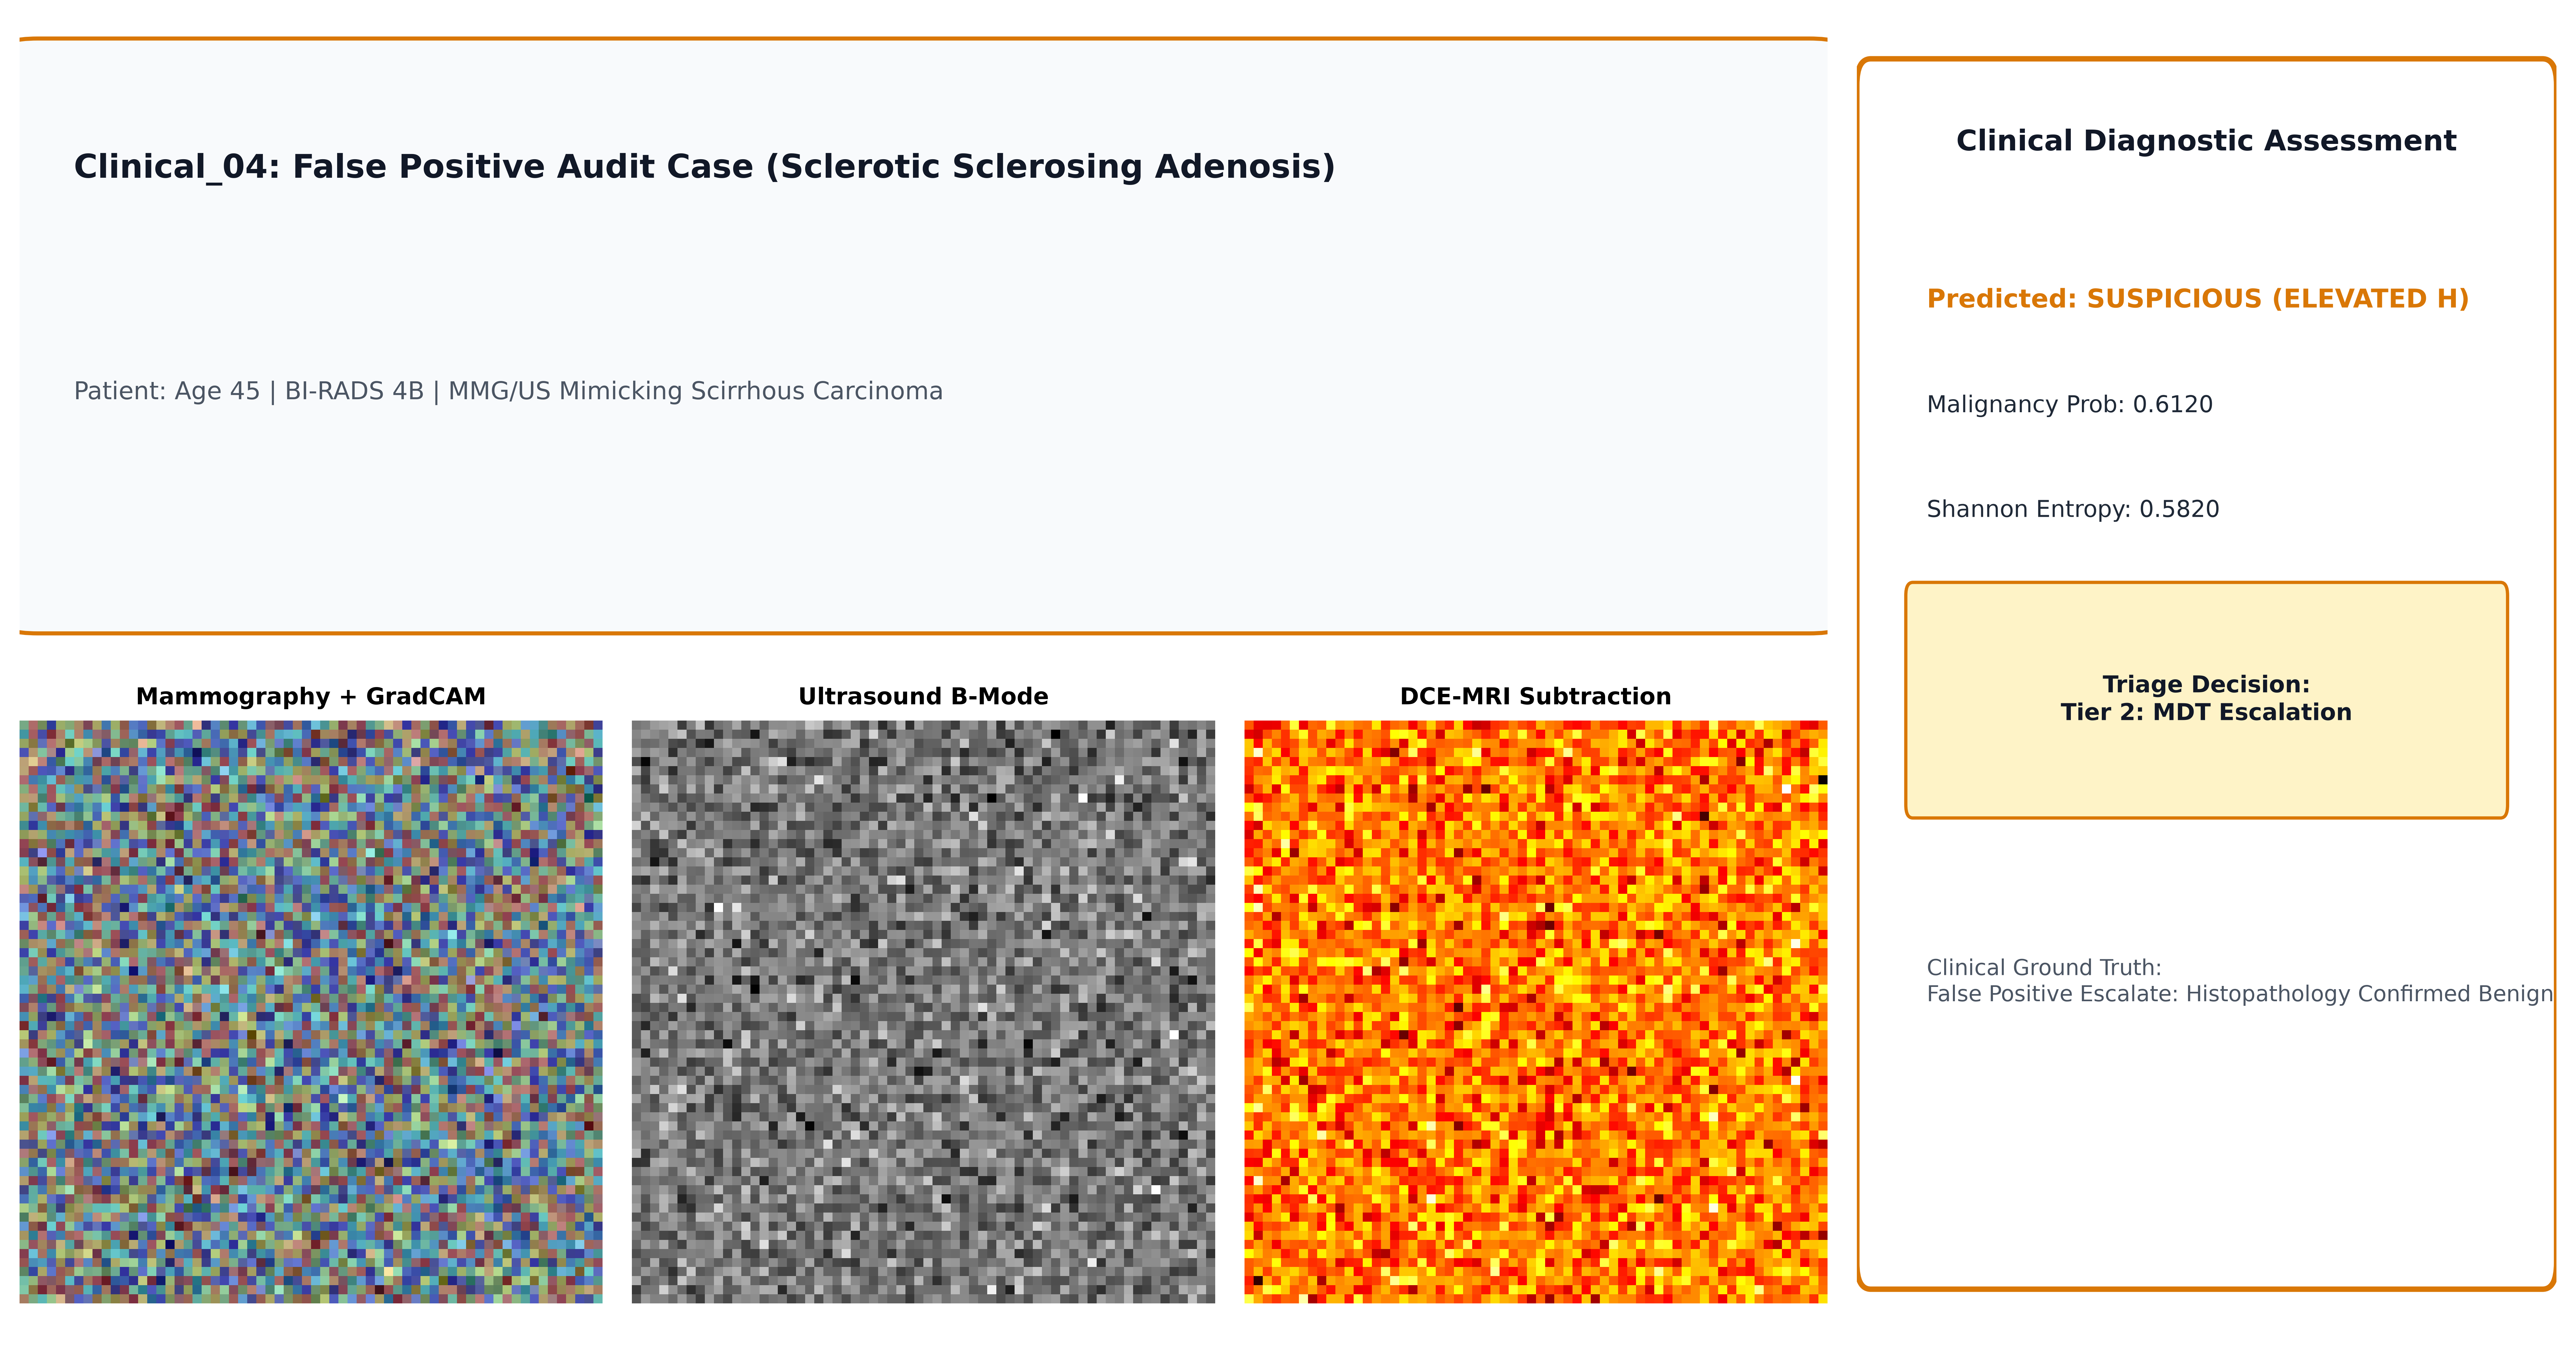 Clinical_04: False Positive Audit Case (Sclerotic Sclerosing Adenosis)
Patient: Age 45 | BI-RADS 4B | MMG/US Mimicking Scirrhous Carcinoma
Mammography + GradCAM
Ultrasound B-Mode
DCE-MRI Subtraction
Clinical Diagnostic Assessment
Predicted: SUSPICIOUS (ELEVATED H)
Malignancy Prob: 0.6120
Shannon Entropy: 0.5820
Triage Decision:
Tier 2: MDT Escalation
Clinical Ground Truth:
False Positive Escalate: Histopathology Confirmed Benign